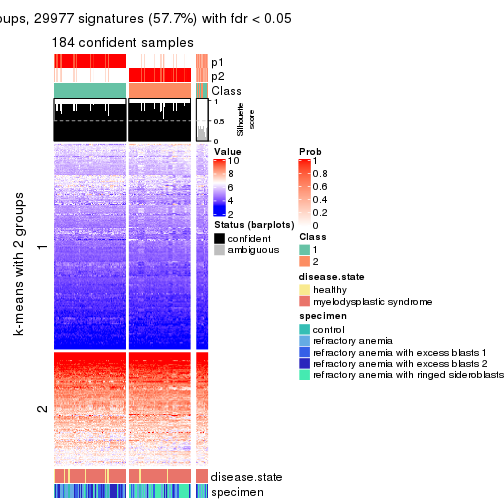 oups, 29977 signatures (57.7%) with fdr < 0.05
184 confident samples
p1
p2
Class
1
0.5
0
Silhouette
score
k-means with 2 groups
1
2
Value
10
8
6
4
2
Status (barplots)
confident
ambiguous
Prob
1
0.8
0.6
0.4
0.2
0
Class
1
2
disease.state
healthy
myelodysplastic syndrome
specimen
control
refractory anemia
refractory anemia with excess blasts 1
refractory anemia with excess blasts 2
refractory anemia with ringed sideroblasts
disease.state
specimen